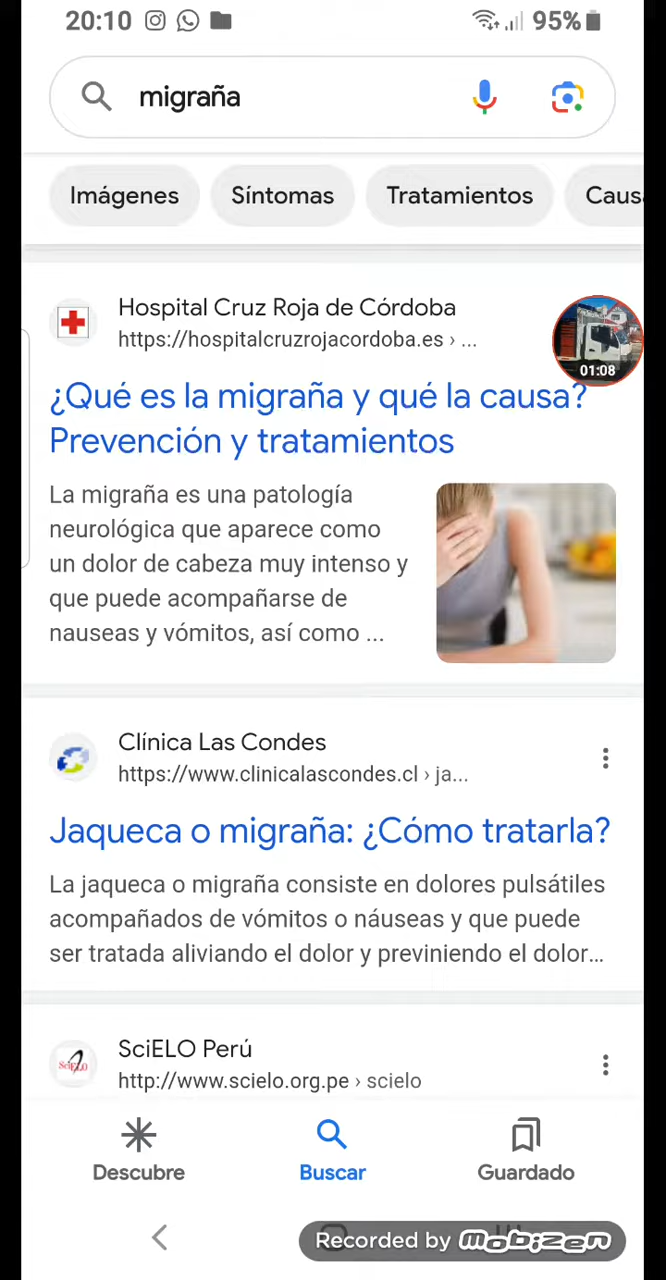 20:10
95%
migraña
Imágenes
Síntomas
Tratamientos
Hospital Cruz Roja de Córdoba
https://hospitalcruzrojacordoba.es › ...
01:08
¿Qué es la migraña y qué la causa?
Prevención y tratamientos
La migraña es una patología
neurológica que aparece como
un dolor de cabeza muy intenso y
que puede acompañarse de
nauseas y vómitos, así como ...
Clínica Las Condes
https://www.clinicalascondes.cl › ja...
Jaqueca o migraña: ¿Cómo tratarla?
La jaqueca o migraña consiste en dolores pulsátiles
acompañados de vómitos o náuseas y que puede
ser tratada aliviando el dolor y previniendo el dolor...
SciELO Perú
SciELO
http://www.scielo.org.pe › scielo
Descubre
Buscar
Guardado
Recorded by mobizen